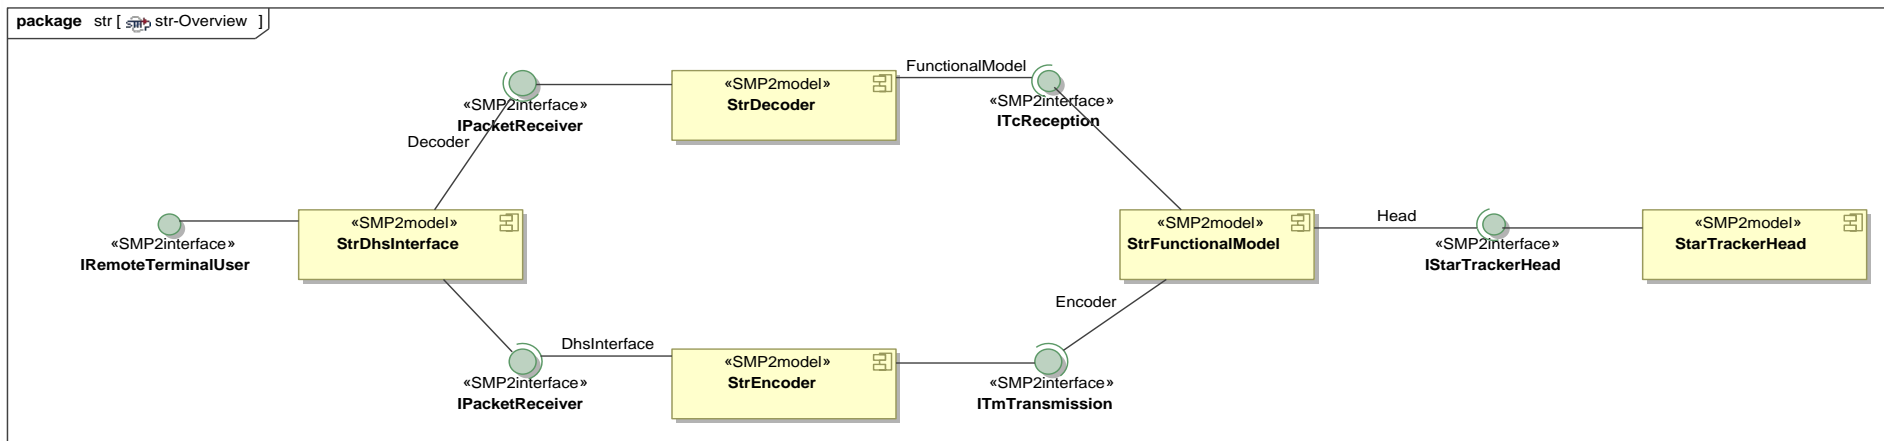 package str [ str-Overview ]
FunctionalModel
«SMP2interface»
IPacketReceiver
«SMP2model»
StrDecoder
«SMP2interface»
ITcReception
Decoder
«SMP2interface»
IRemoteTerminalUser
«SMP2model»
StrDhsInterface
«SMP2model»
StrFunctionalModel
Head
«SMP2interface»
IStarTrackerHead
«SMP2model»
StarTrackerHead
Encoder
DhsInterface
«SMP2interface»
IPacketReceiver
«SMP2model»
StrEncoder
«SMP2interface»
ITmTransmission